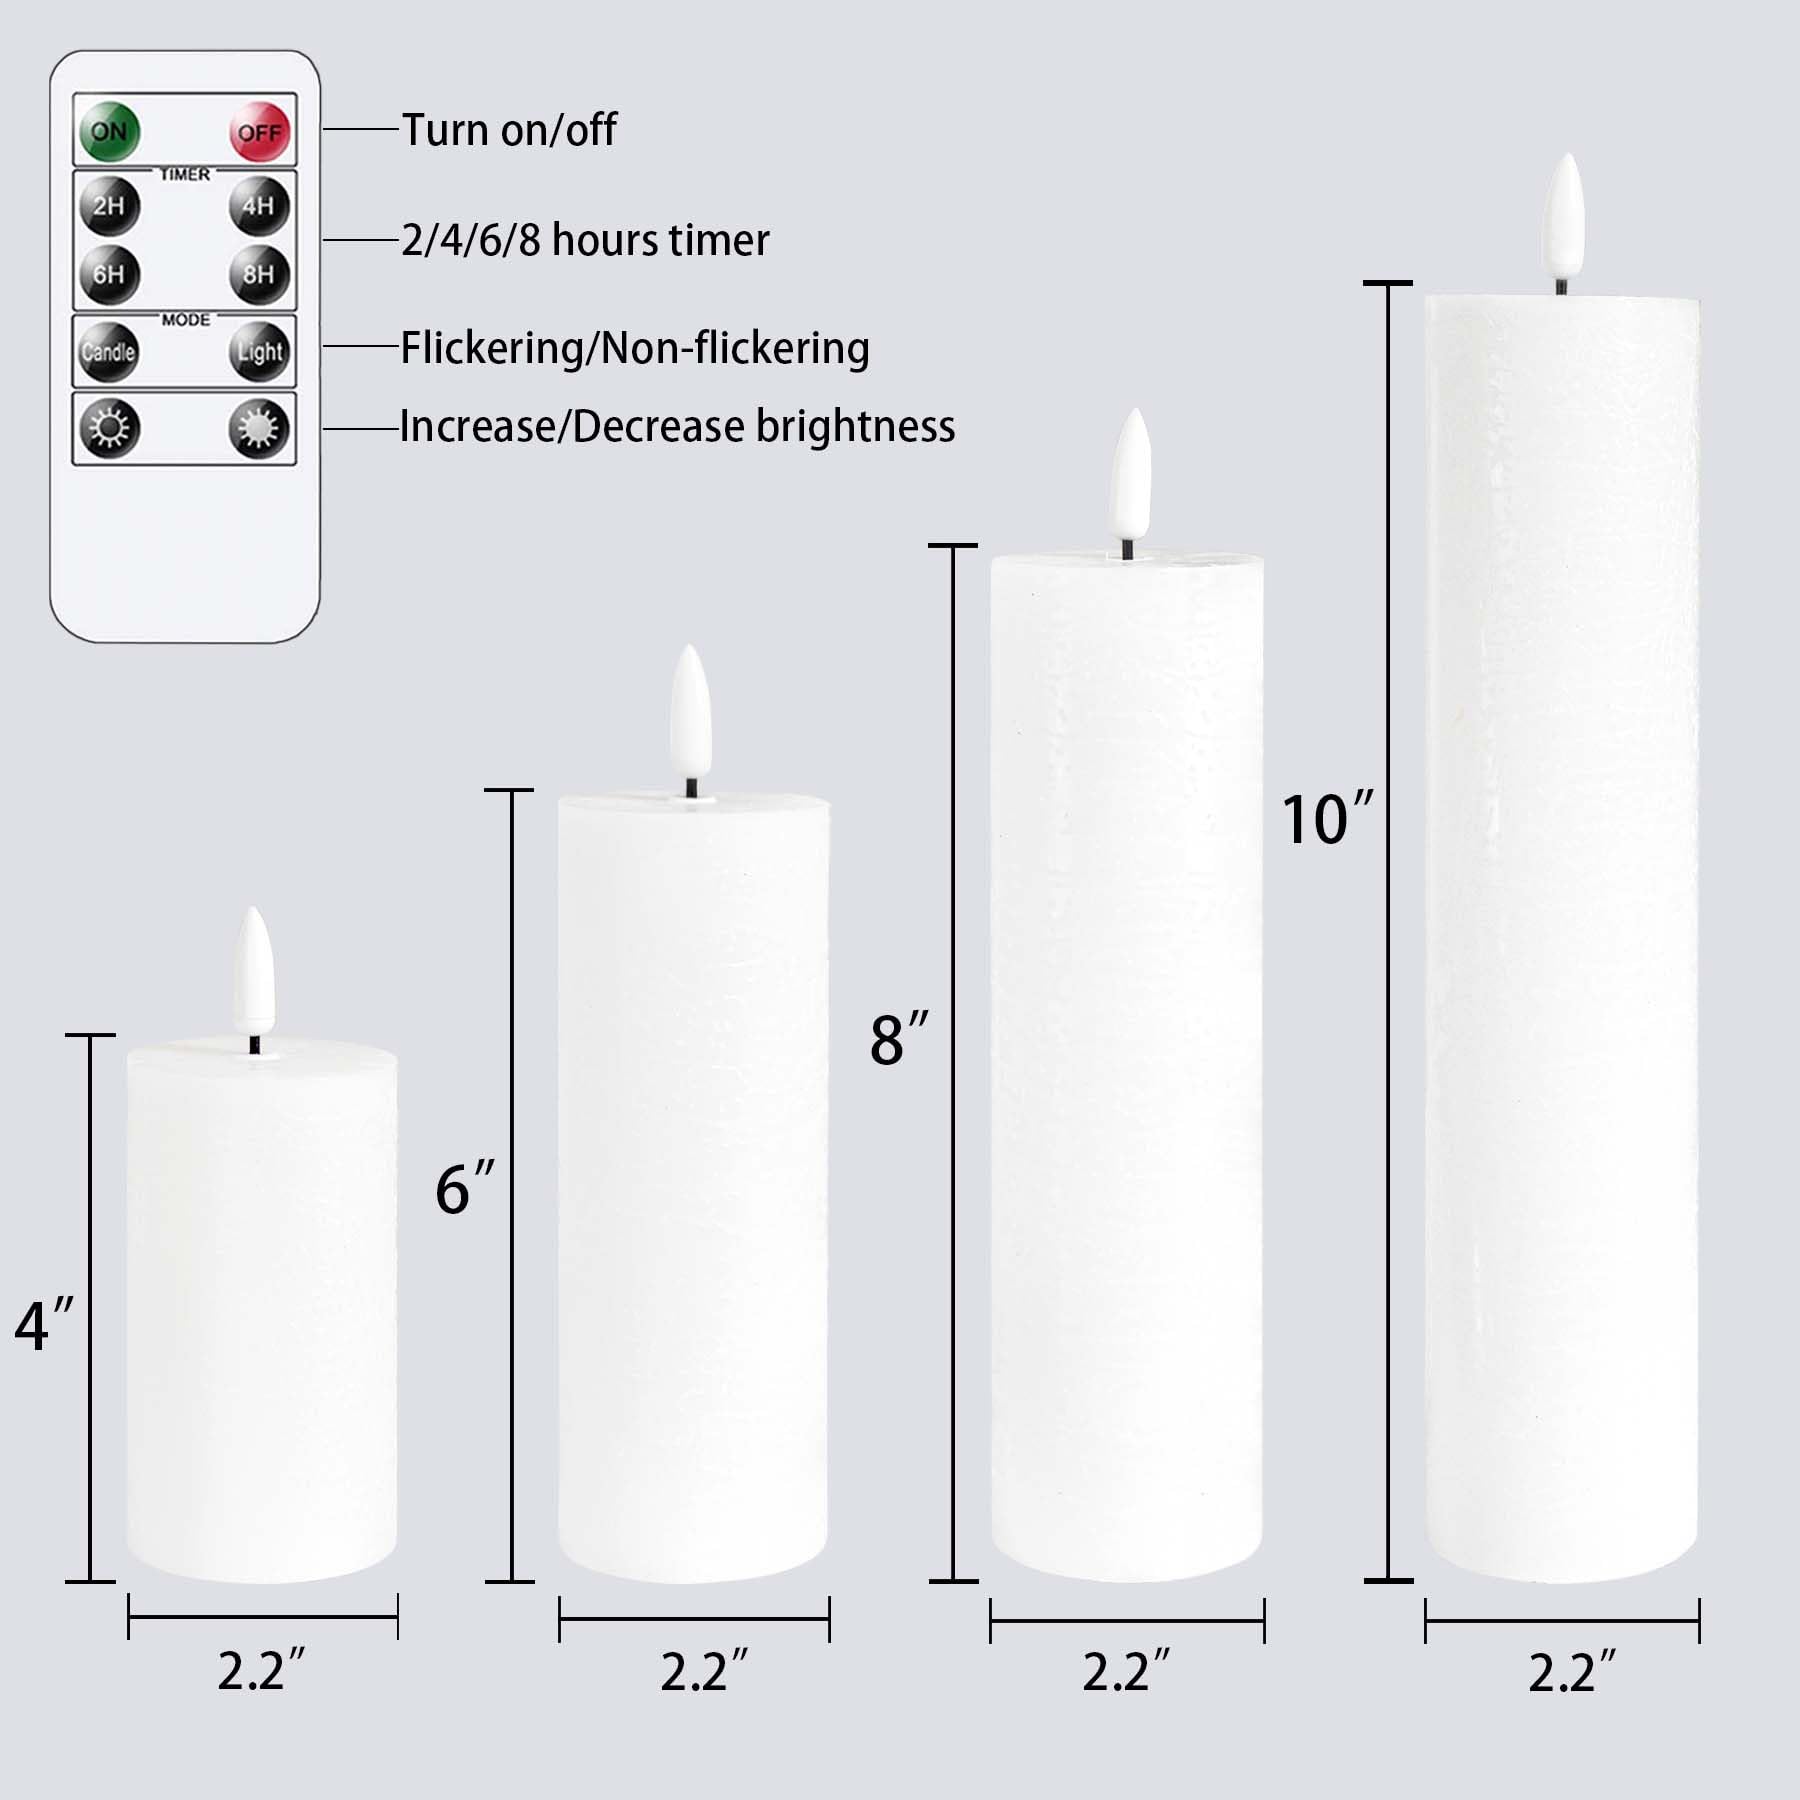 ON OFF
Turn on/off
TIMER
2H 4H
2/4/6/8 hours timer
6H 8H
MODE
Candle Light
Flickering/Non-flickering
Increase/Decrease brightness
10″
8″
6″
4″
2.2″ 2.2″ 2.2″ 2.2″